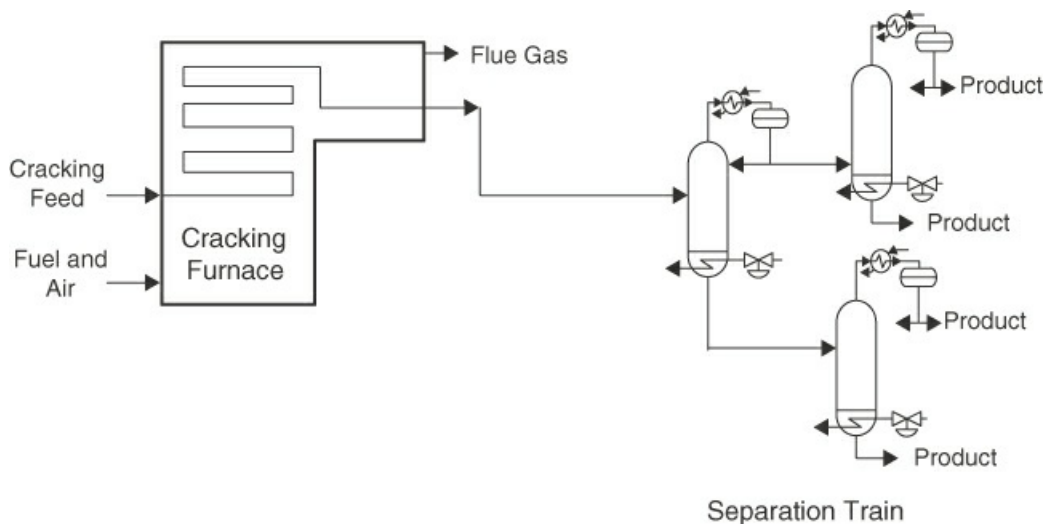 Flue Gas
Product
Cracking
Feed
Cracking
Furnace
Product
Fuel and
Air
Product
Product
Separation Train